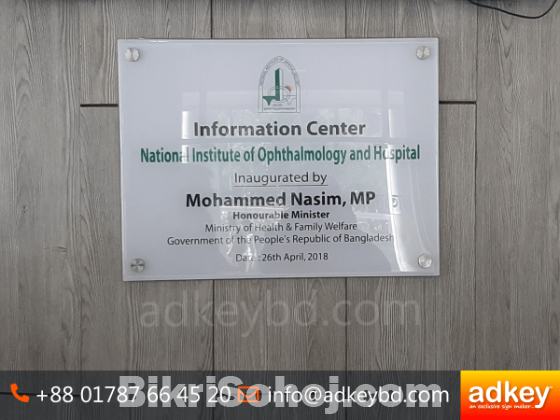 Information Center
National Institute of Ophthalmology and Hospital
Inaugurated by
Mohammed Nasim, MP
Honourable Minister
Ministry of Health & Family Welfare
Government of the People's Republic of Bangladesh
Date : 26th April, 2018
adkeybd.com
+88 01787 66 45 20 info@adkeybd.com
BikriSohoj.com
adkey
an exclusive sign maker...